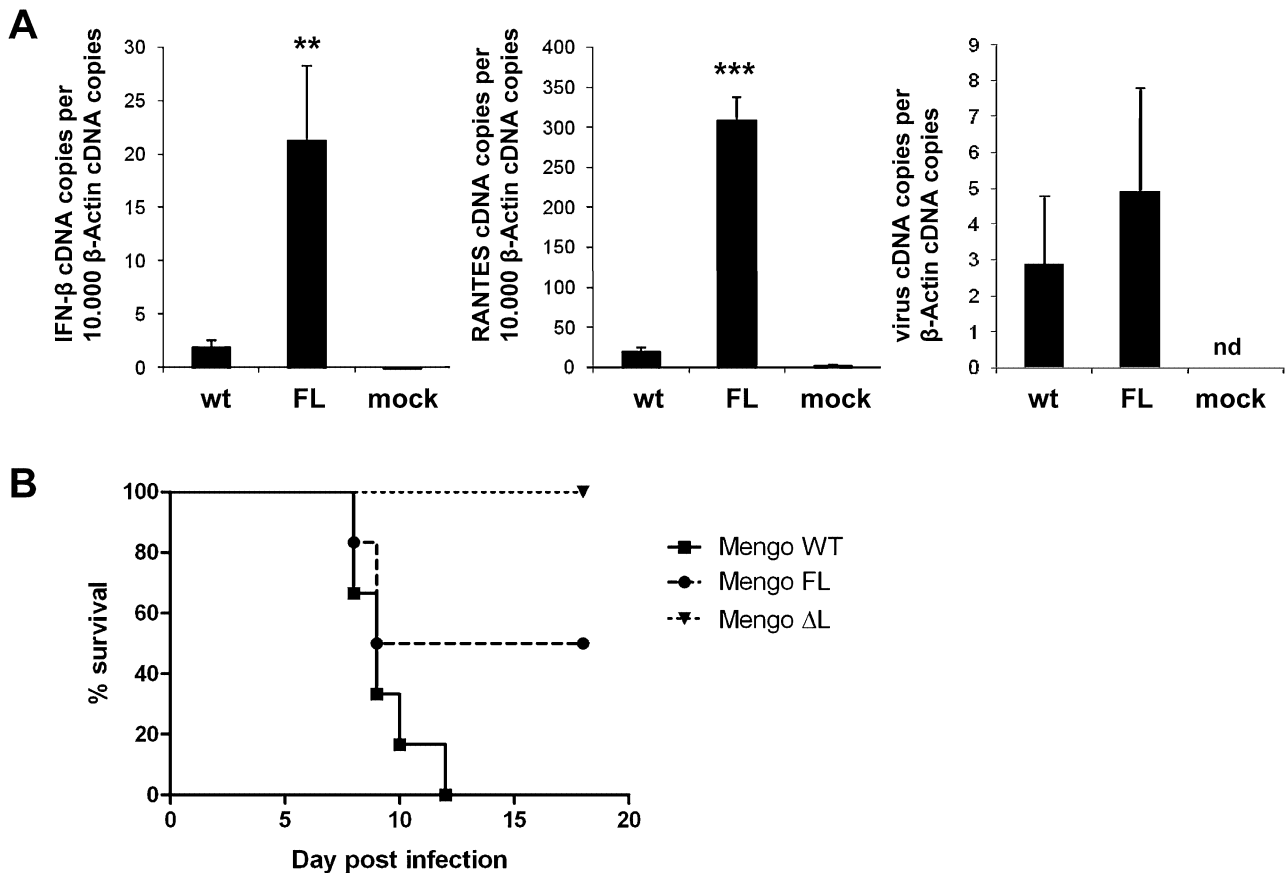 A
IFN-β cDNA copies per
10.000 β-Actin cDNA copies
30
25
20
15
10
5
0
**
wt FL mock
RANTES cDNA copies per
10.000 β-Actin cDNA copies
400
350
300
250
200
150
100
50
0
***
wt FL mock
virus cDNA copies per
β-Actin cDNA copies
9
8
7
6
5
4
3
2
1
0
nd
wt FL mock
B
% survival
100
80
60
40
20
0
0 5 10 15 20
Day post infection
Mengo WT
Mengo FL
Mengo ΔL